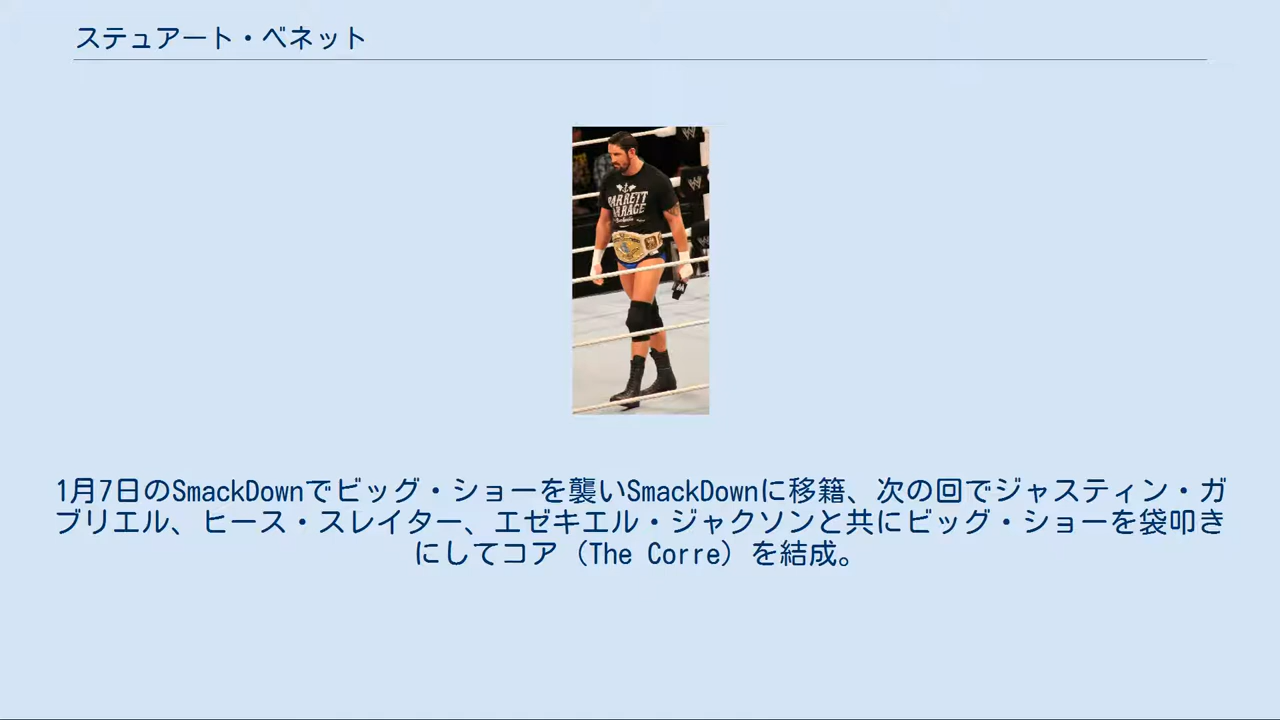 ステュアート・ベネット
BARRETT
BARRAGE
1月7日のSmackDownでビッグ・ショーを襲いSmackDownに移籍、次の回でジャスティン・ガ
ブリエル、ヒース・スレイター、エゼキエル・ジャクソンと共にビッグ・ショーを袋叩き
にしてコア（The Corre）を結成。